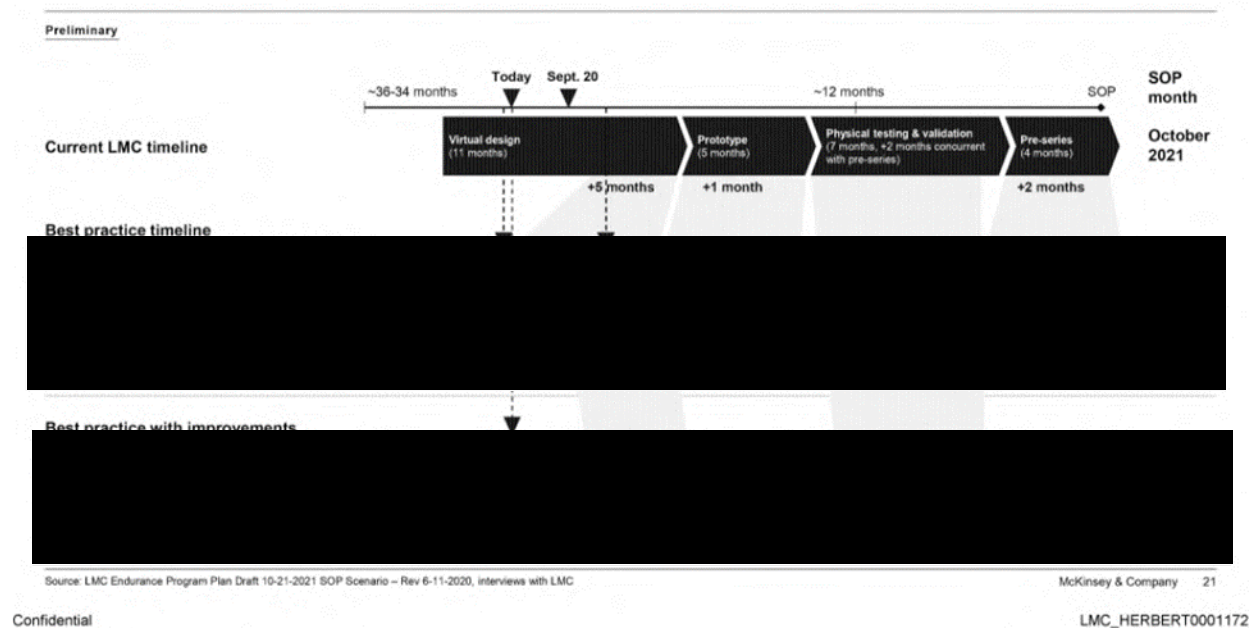 Preliminary
Today Sept. 20
~36-34 months ~12 months SOP
SOP
month
Current LMC timeline
Virtual design
(11 months)
Prototype
(5 months)
Physical testing & validation
(7 months, +2 months concurrent
with pre-series)
Pre-series
(4 months)
October
2021
+5 months +1 month +2 months
Best practice timeline
Best practice with improvements
Source: LMC Endurance Program Plan Draft 10-21-2021 SOP Scenario – Rev 6-11-2020, interviews with LMC
McKinsey & Company 21
Confidential
LMC_HERBERT0001172